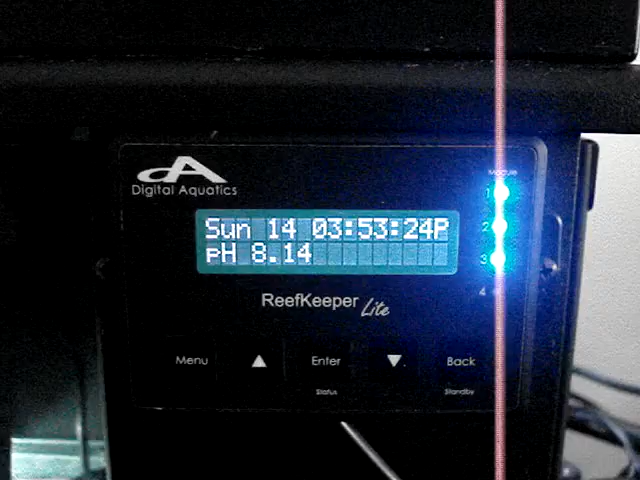 dA
Digital Aquatics
Module
1
Sun 14 03:53:24P
2
pH 8.14
3
4
ReefKeeper Lite
Menu ▲ Enter ▼ Back
Status Standby